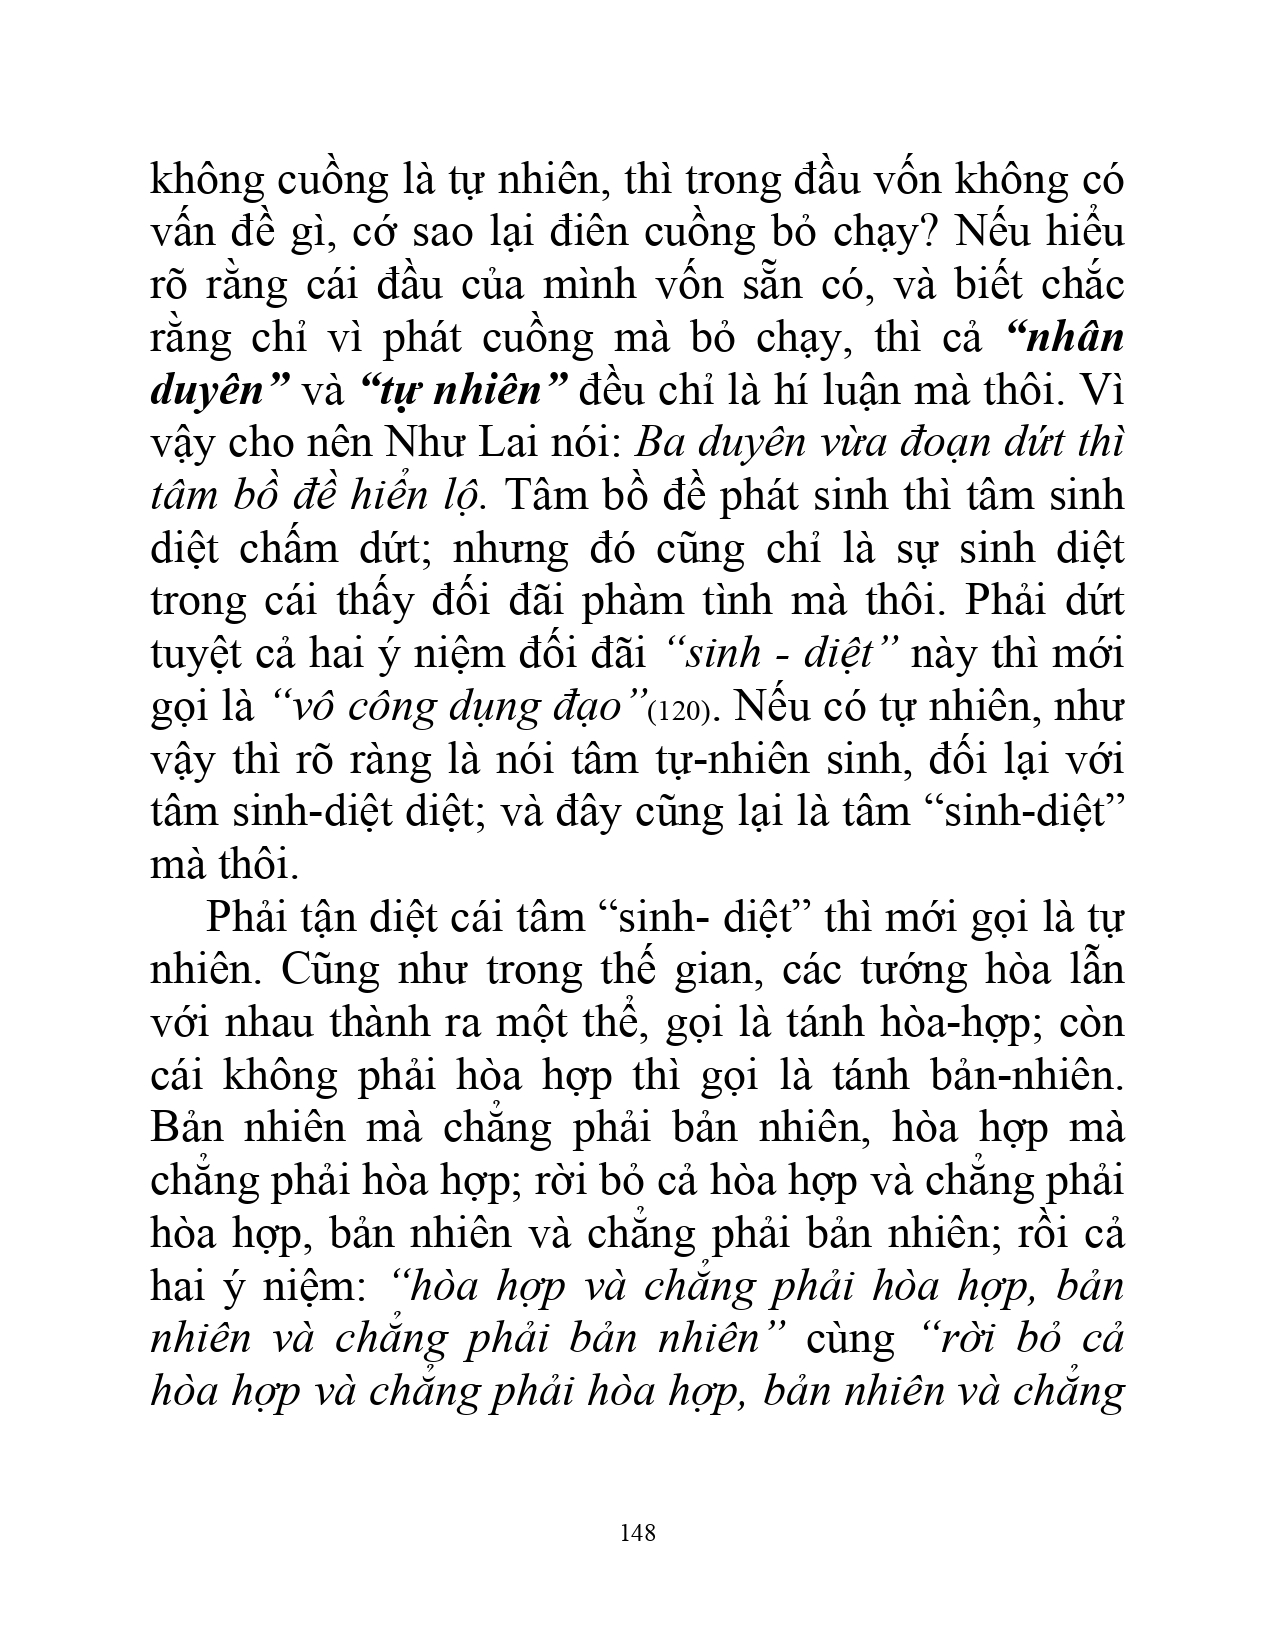 không cuồng là tự nhiên, thì trong đầu vốn không có
vấn đề gì, cớ sao lại điên cuồng bỏ chạy? Nếu hiểu
rõ rằng cái đầu của mình vốn sẵn có, và biết chắc
rằng chỉ vì phát cuồng mà bỏ chạy, thì cả “nhân
duyên” và “tự nhiên” đều chỉ là hí luận mà thôi. Vì
vậy cho nên Như Lai nói: Ba duyên vừa đoạn dứt thì
tâm bồ đề hiển lộ. Tâm bồ đề phát sinh thì tâm sinh
diệt chấm dứt; nhưng đó cũng chỉ là sự sinh diệt
trong cái thấy đối đãi phàm tình mà thôi. Phải dứt
tuyệt cả hai ý niệm đối đãi “sinh - diệt” này thì mới
gọi là “vô công dụng đạo”(120). Nếu có tự nhiên, như
vậy thì rõ ràng là nói tâm tự-nhiên sinh, đối lại với
tâm sinh-diệt diệt; và đây cũng lại là tâm “sinh-diệt”
mà thôi.
Phải tận diệt cái tâm “sinh- diệt” thì mới gọi là tự
nhiên. Cũng như trong thế gian, các tướng hòa lẫn
với nhau thành ra một thể, gọi là tánh hòa-hợp; còn
cái không phải hòa hợp thì gọi là tánh bản-nhiên.
Bản nhiên mà chẳng phải bản nhiên, hòa hợp mà
chẳng phải hòa hợp; rời bỏ cả hòa hợp và chẳng phải
hòa hợp, bản nhiên và chẳng phải bản nhiên; rồi cả
hai ý niệm: “hòa hợp và chẳng phải hòa hợp, bản
nhiên và chẳng phải bản nhiên” cùng “rời bỏ cả
hòa hợp và chẳng phải hòa hợp, bản nhiên và chẳng
148